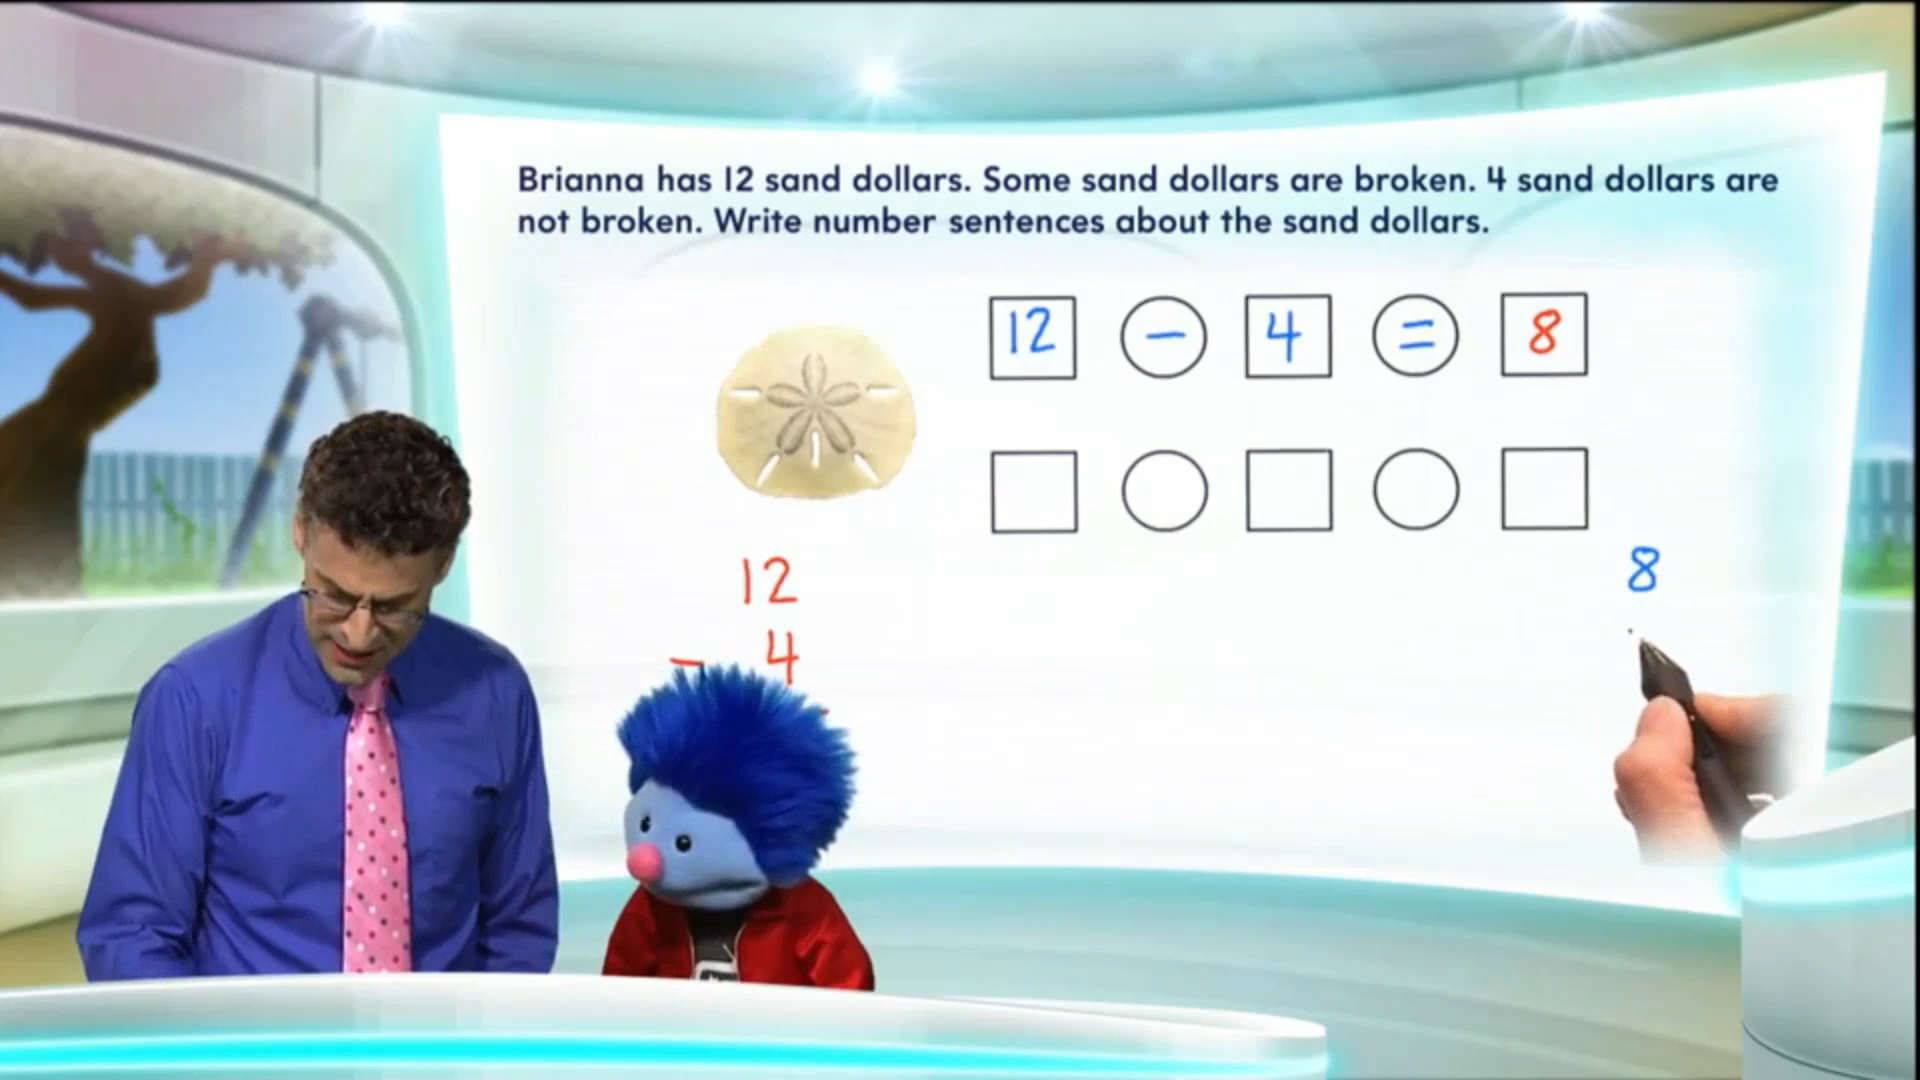 Brianna has 12 sand dollars. Some sand dollars are broken. 4 sand dollars are
not broken. Write number sentences about the sand dollars.
12 − 4 = 8
8
12
− 4